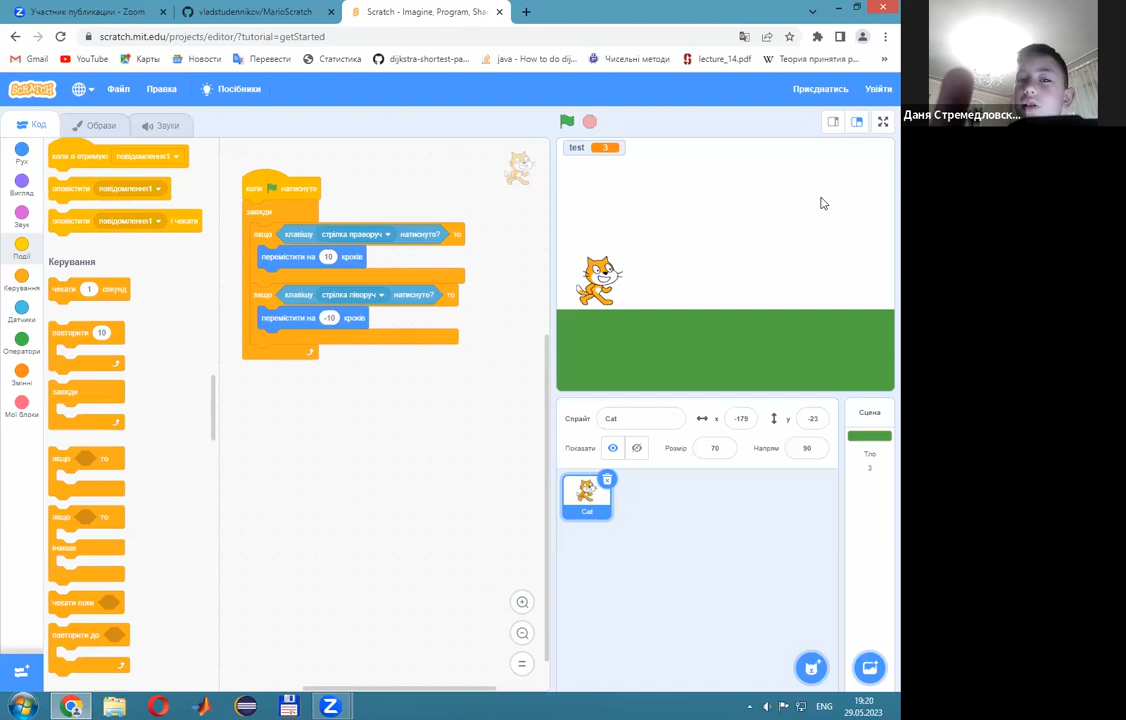 Участник публикации - Zoom
vladstudennikov/MarioScratch
Scratch - Imagine, Program, Shar
scratch.mit.edu/projects/editor/?tutorial=getStarted
Gmail
YouTube
Карты
Новости
Перевести
Статистика
dijkstra-shortest-pa...
java - How to do dij...
Чисельні методи
lecture_14.pdf
Теория принятия р...
»
SCRATCH
Файл
Правка
Посібники
Приєднатись
Увійти
Даня Стремедловск...
Код
Образи
Звуки
Рух
Вигляд
Звук
Події
Керування
Датчики
Оператори
Змінні
Мої блоки
коли я отримую повідомлення1
оповістити повідомлення1
оповістити повідомлення1 і чекати
Керування
чекати 1 секунд
повторити 10
завжди
якщо то
якщо то
інакше
чекати поки
повторити до
коли натиснуто
завжди
якщо клавішу стрілка праворуч натиснуто? то
перемістити на 10 кроків
якщо клавішу стрілка ліворуч натиснуто? то
перемістити на -10 кроків
test 3
Спрайт Cat x -179 y -23
Показати Розмір 70 Напрям 90
Cat
Сцена
Тло
3
ENG
19:20
29.05.2023